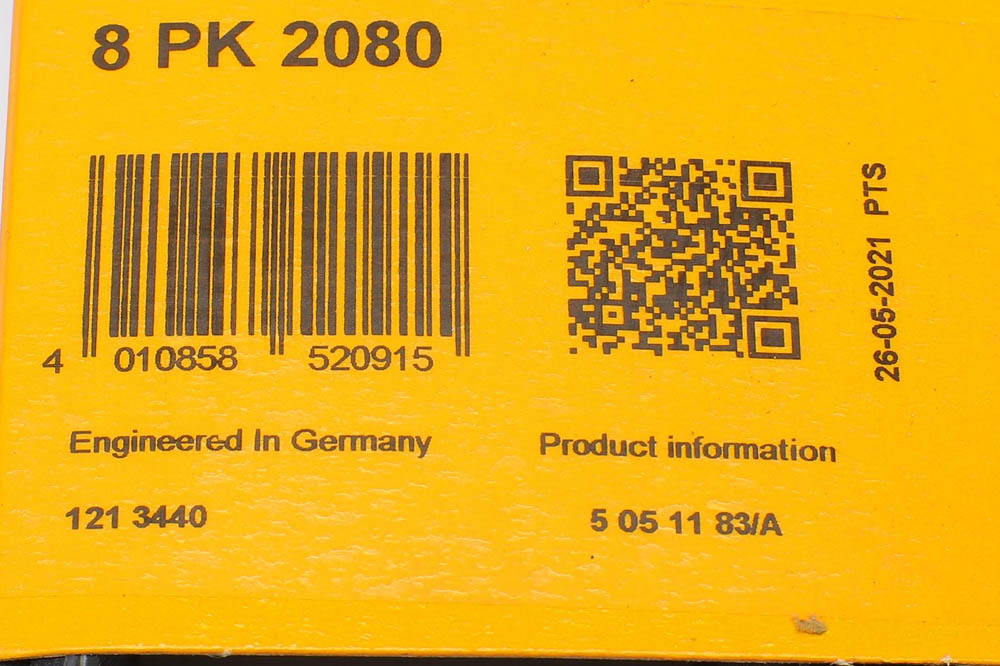 8 PK 2080
4 010858 520915
26-05-2021 PTS
Engineered In Germany
Product information
121 3440
5 05 11 83/A